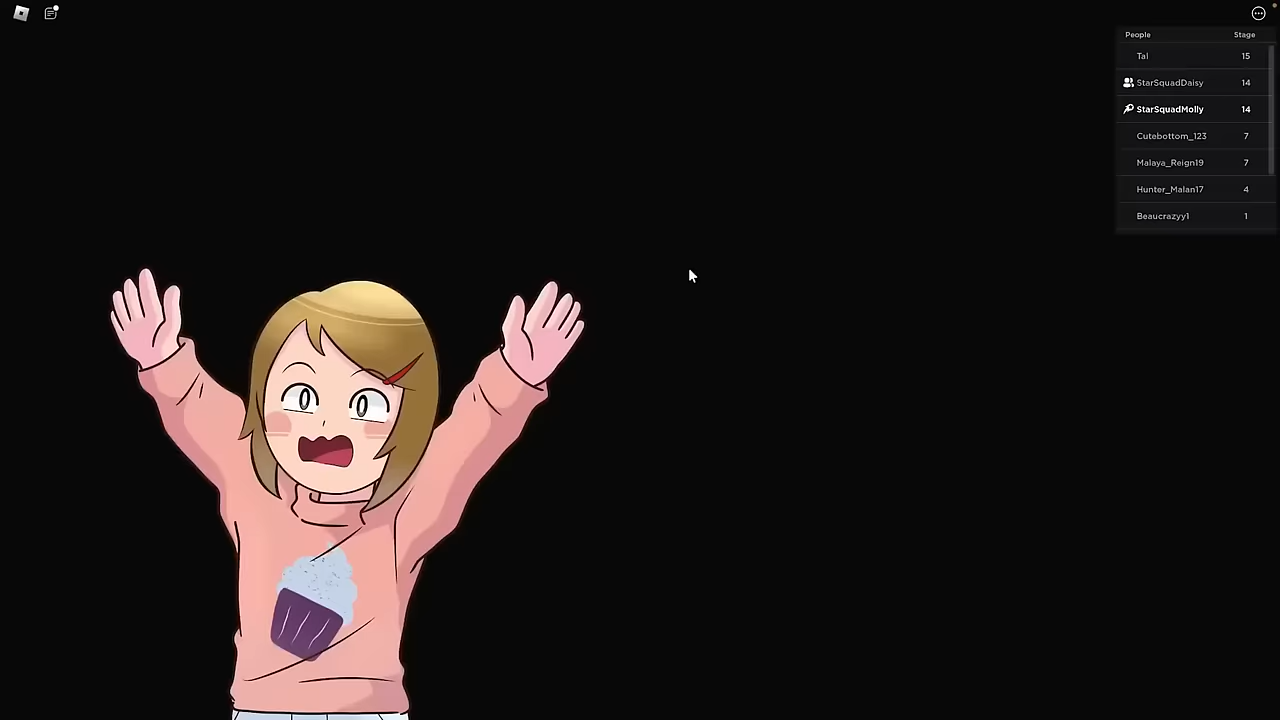 People Stage
Tal 15
StarSquadDaisy 14
StarSquadMolly 14
Cutebottom_123 7
Malaya_Reign19 7
Hunter_Malan17 4
Beaucrazyy1 1